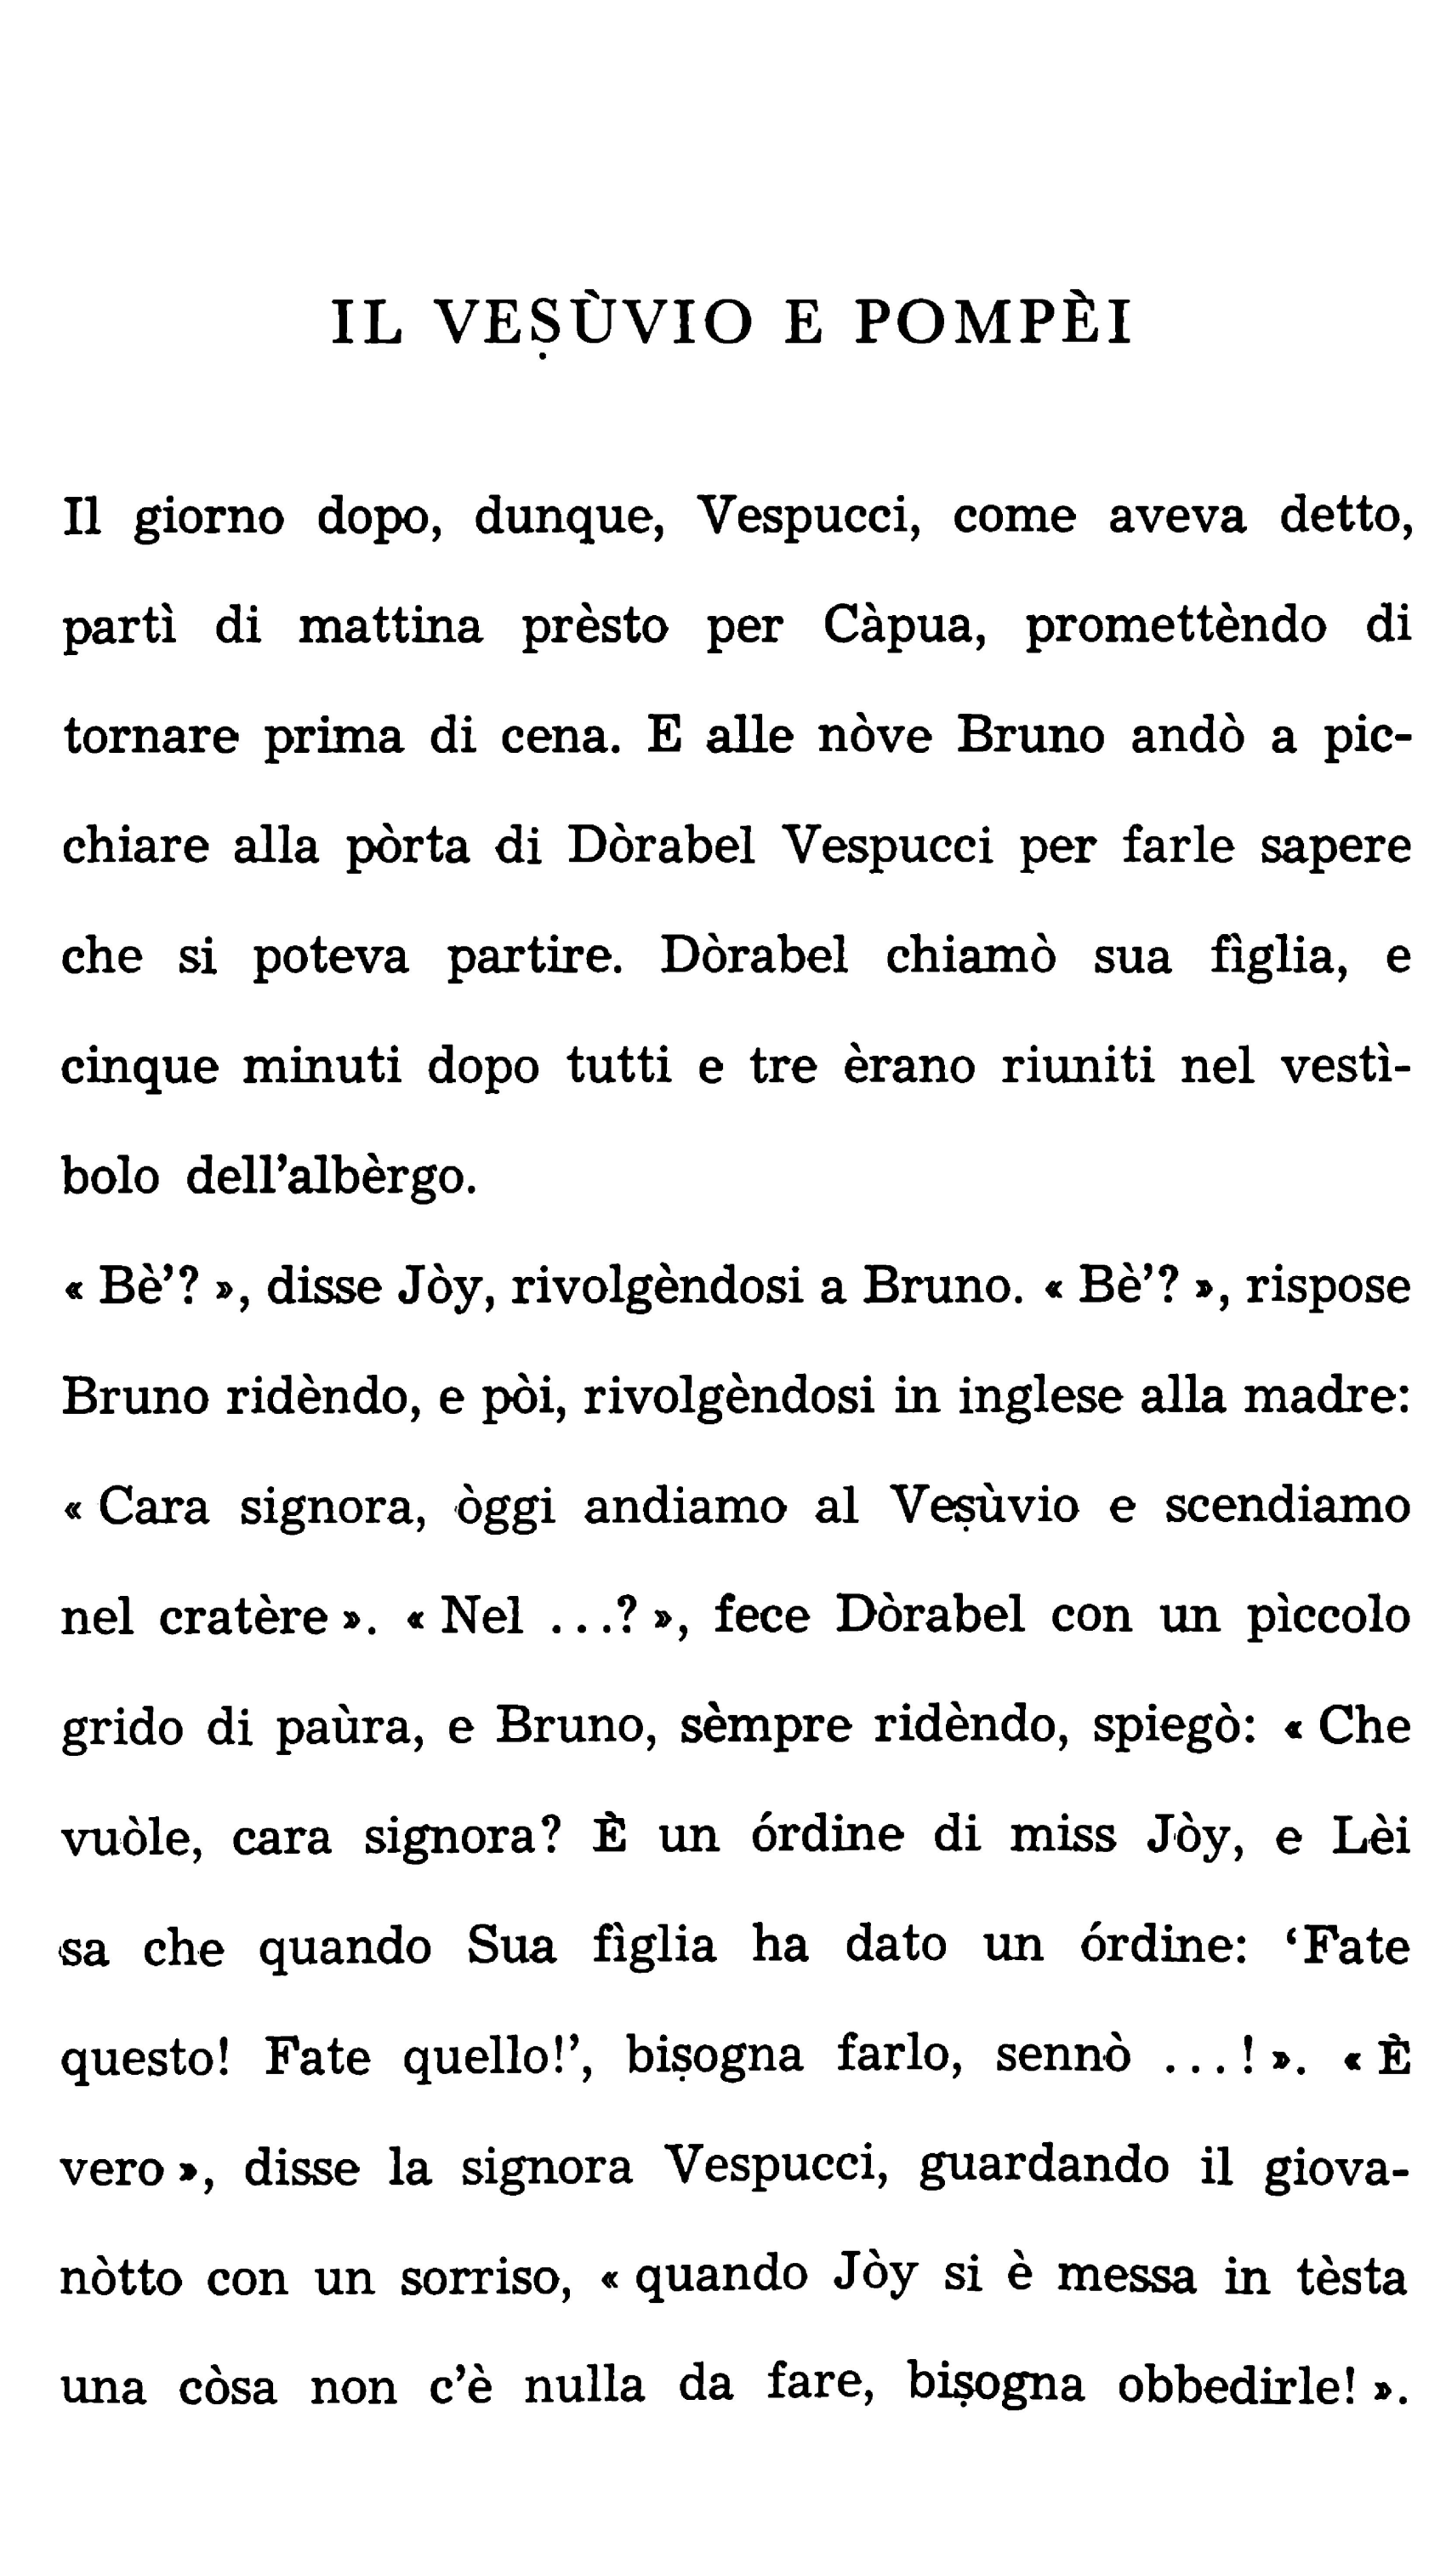 IL VEṢÙVIO E POMPÈI
Il giorno dopo, dunque, Vespucci, come aveva detto,
partì di mattina prèsto per Càpua, promettèndo di
tornare prima di cena. E alle nòve Bruno andò a pic-
chiare alla pòrta di Dòrabel Vespucci per farle sapere
che si poteva partire. Dòrabel chiamò sua fìglia, e
cinque minuti dopo tutti e tre èrano riuniti nel vestì-
bolo dell’albèrgo.
« Bè’? », disse Jòy, rivolgèndosi a Bruno. « Bè’? », rispose
Bruno ridèndo, e pòi, rivolgèndosi in inglese alla madre:
« Cara signora, òggi andiamo al Veṣùvio e scendiamo
nel cratère ». « Nel ...? », fece Dòrabel con un pìccolo
grido di paùra, e Bruno, sèmpre ridèndo, spiegò: « Che
vuòle, cara signora? È un órdine di miss Jòy, e Lèi
sa che quando Sua fìglia ha dato un órdine: ‘Fate
questo! Fate quello!’, biṣogna farlo, sennò ...! ». « È
vero », disse la signora Vespucci, guardando il giova-
nòtto con un sorriso, « quando Jòy si è messa in tèsta
una còsa non c’è nulla da fare, biṣogna obbedirle! ».